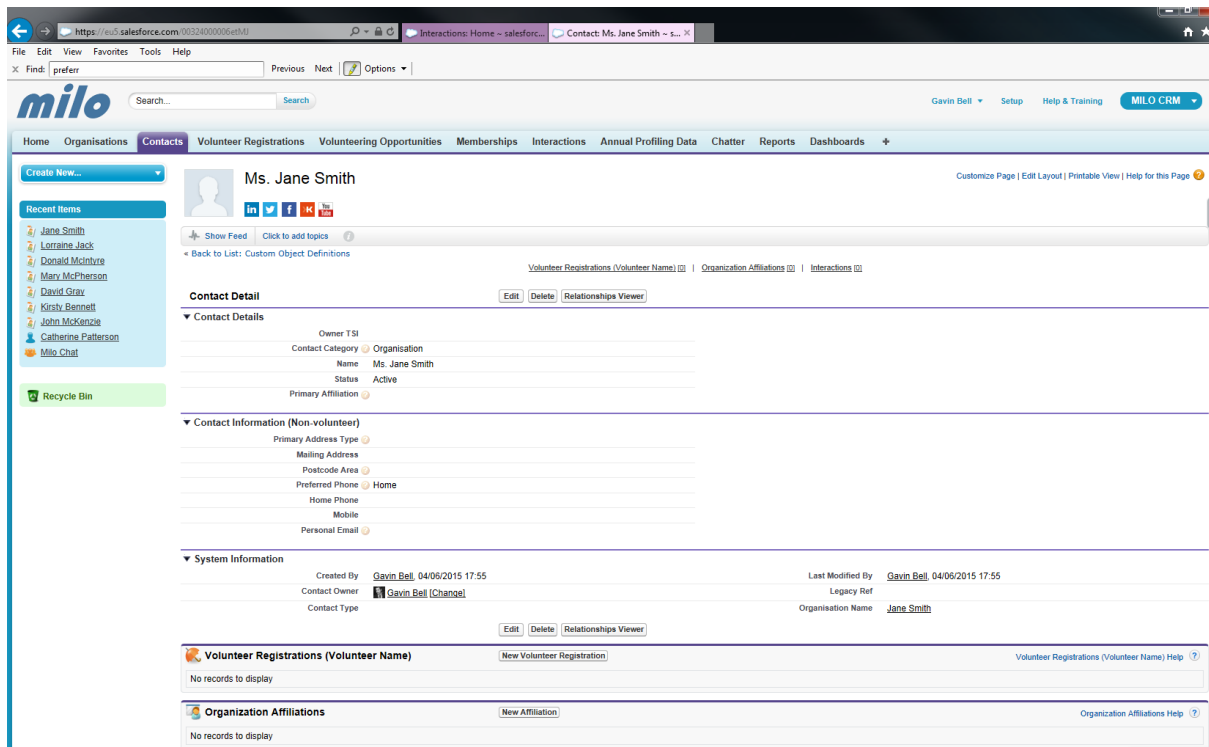 https://eu5.salesforce.com/00324000006etMJ
Interactions: Home ~ salesforc...
Contact: Ms. Jane Smith ~ s...
File Edit View Favorites Tools Help
x Find: preferr Previous Next Options
milo Search... Search Gavin Bell Setup Help & Training MILO CRM
Home Organisations Contacts Volunteer Registrations Volunteering Opportunities Memberships Interactions Annual Profiling Data Chatter Reports Dashboards +
Create New...
Recent Items
Jane Smith
Lorraine Jack
Donald McIntyre
Mary McPherson
David Gray
Kirsty Bennett
John McKenzie
Catherine Patterson
Milo Chat
Recycle Bin
Ms. Jane Smith
Customize Page | Edit Layout | Printable View | Help for this Page ?
in f K You Tube
Show Feed Click to add topics i
« Back to List: Custom Object Definitions
Volunteer Registrations (Volunteer Name) [0] | Organization Affiliations [0] | Interactions [0]
Contact Detail Edit Delete Relationships Viewer
Contact Details
Owner TSI
Contact Category Organisation
Name Ms. Jane Smith
Status Active
Primary Affiliation
Contact Information (Non-volunteer)
Primary Address Type
Mailing Address
Postcode Area
Preferred Phone Home
Home Phone
Mobile
Personal Email
System Information
Created By Gavin Bell, 04/06/2015 17:55 Last Modified By Gavin Bell, 04/06/2015 17:55
Contact Owner Gavin Bell [Change] Legacy Ref
Contact Type Organisation Name Jane Smith
Edit Delete Relationships Viewer
Volunteer Registrations (Volunteer Name) New Volunteer Registration Volunteer Registrations (Volunteer Name) Help ?
No records to display
Organization Affiliations New Affiliation Organization Affiliations Help ?
No records to display